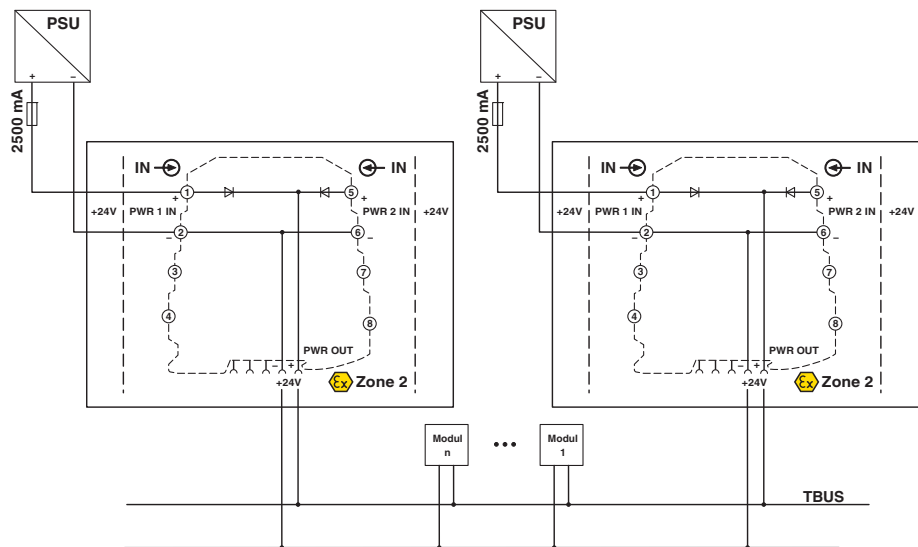 PSU
+ −
2500 mA
IN IN
1 5
+ +
+24V PWR 1 IN PWR 2 IN +24V
2 6
− −
3 7
4 8
PWR OUT
− +
+24V
Ex Zone 2
PSU
+ −
2500 mA
IN IN
1 5
+ +
+24V PWR 1 IN PWR 2 IN +24V
2 6
− −
3 7
4 8
PWR OUT
− +
+24V
Ex Zone 2
Modul
n
•••
Modul
1
TBUS